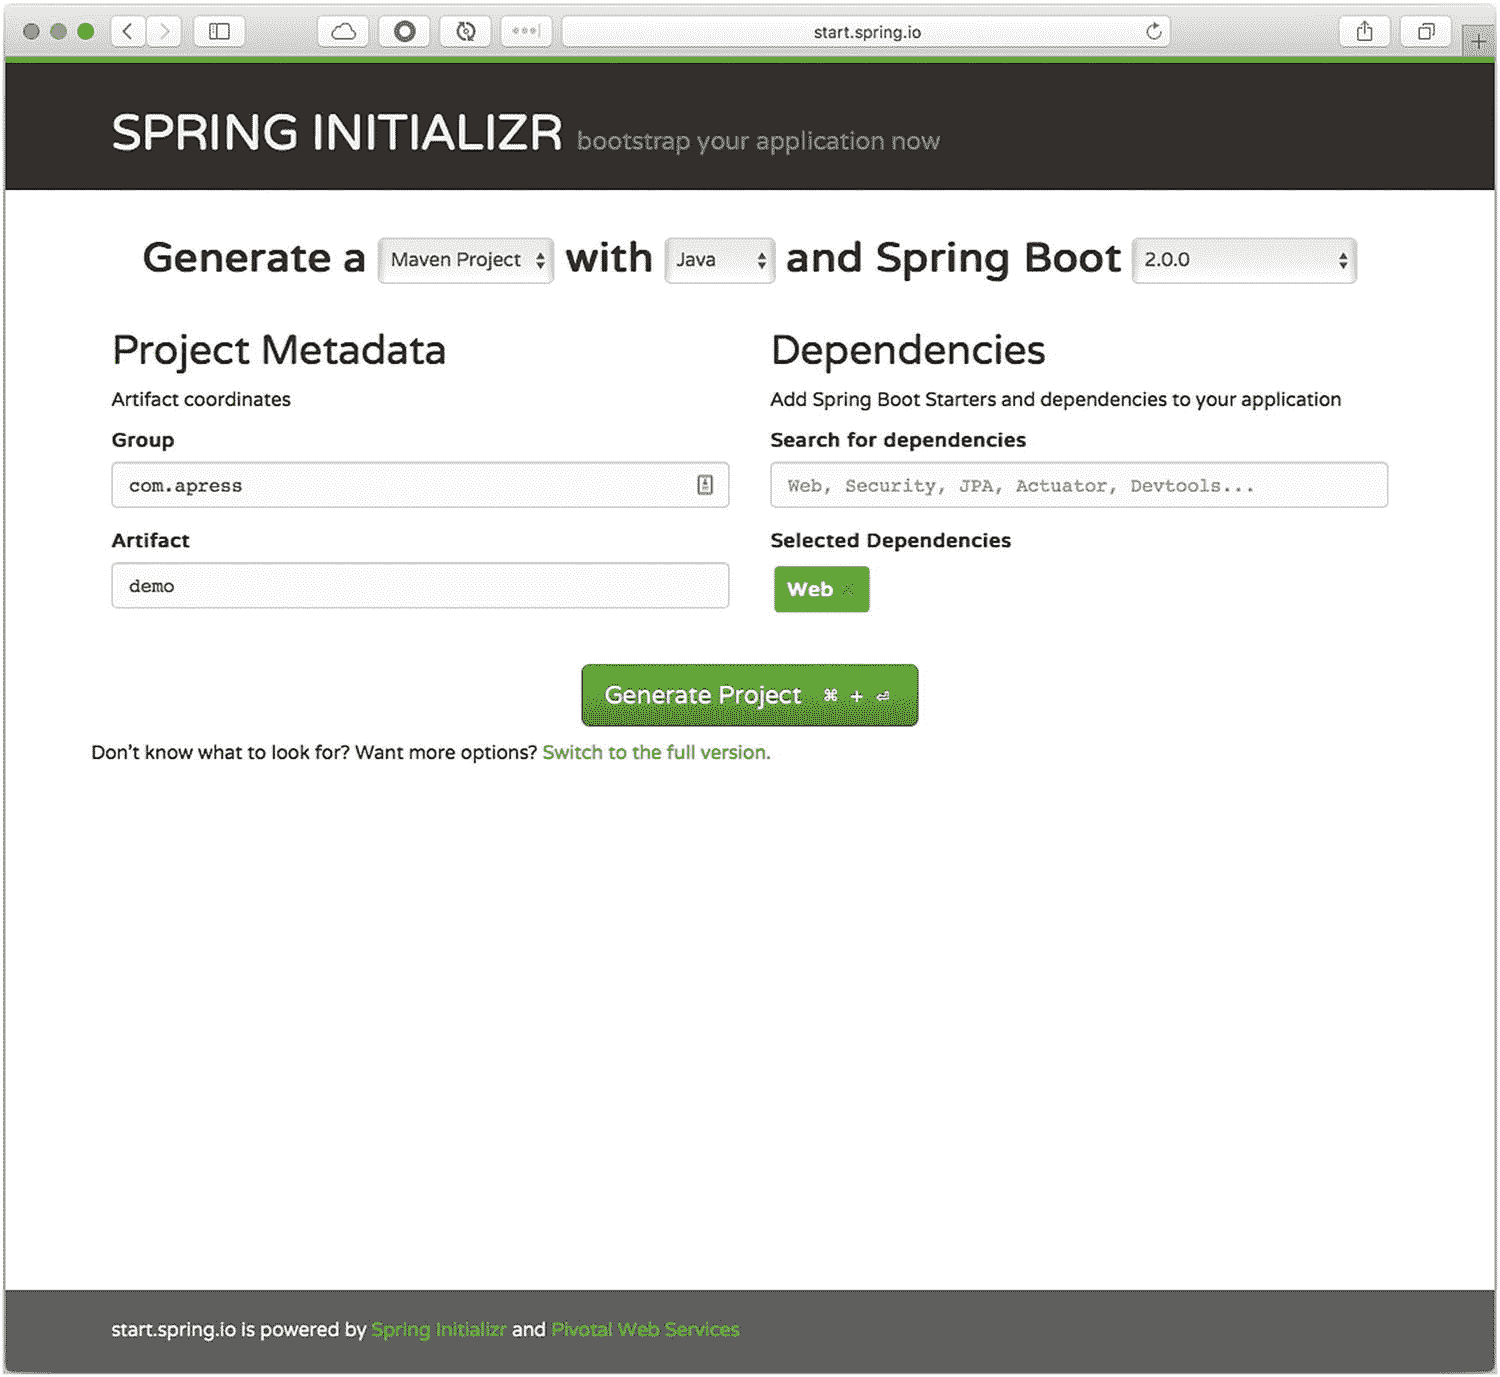 start.spring.io
SPRING INITIALIZR bootstrap your application now
Generate a Maven Project with Java and Spring Boot 2.0.0
Project Metadata
Artifact coordinates
Group
com.apress
Artifact
demo
Dependencies
Add Spring Boot Starters and dependencies to your application
Search for dependencies
Web, Security, JPA, Actuator, Devtools...
Selected Dependencies
Web ×
Generate Project ⌘ + ⏎
Don't know what to look for? Want more options? Switch to the full version.
start.spring.io is powered by Spring Initializr and Pivotal Web Services